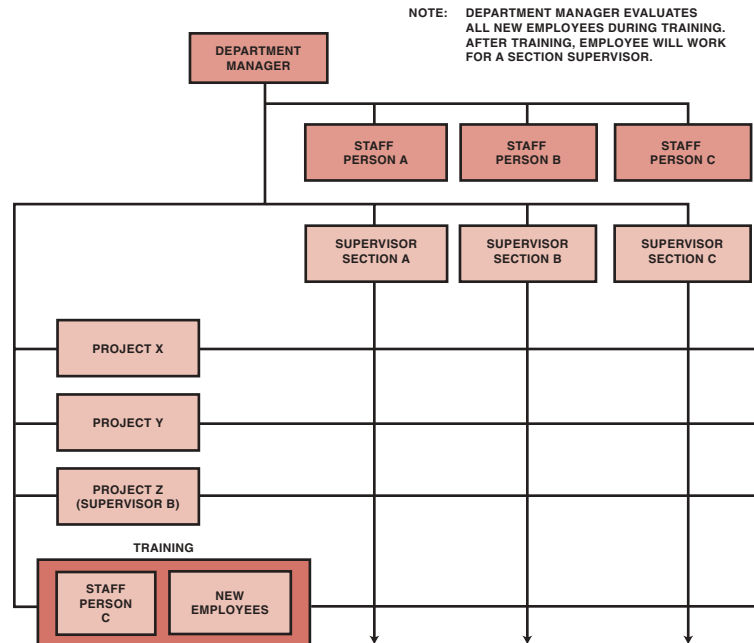 NOTE: DEPARTMENT MANAGER EVALUATES
ALL NEW EMPLOYEES DURING TRAINING.
AFTER TRAINING, EMPLOYEE WILL WORK
FOR A SECTION SUPERVISOR.
DEPARTMENT
MANAGER
STAFF
PERSON A
STAFF
PERSON B
STAFF
PERSON C
SUPERVISOR
SECTION A
SUPERVISOR
SECTION B
SUPERVISOR
SECTION C
PROJECT X
PROJECT Y
PROJECT Z
(SUPERVISOR B)
TRAINING
STAFF
PERSON
C
NEW
EMPLOYEES